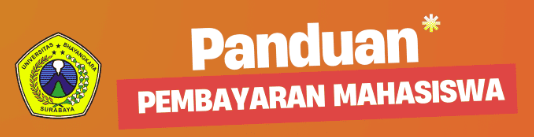 UNIVERSITAS BHAYANGKARA
SURABAYA
Panduan*
PEMBAYARAN MAHASISWA